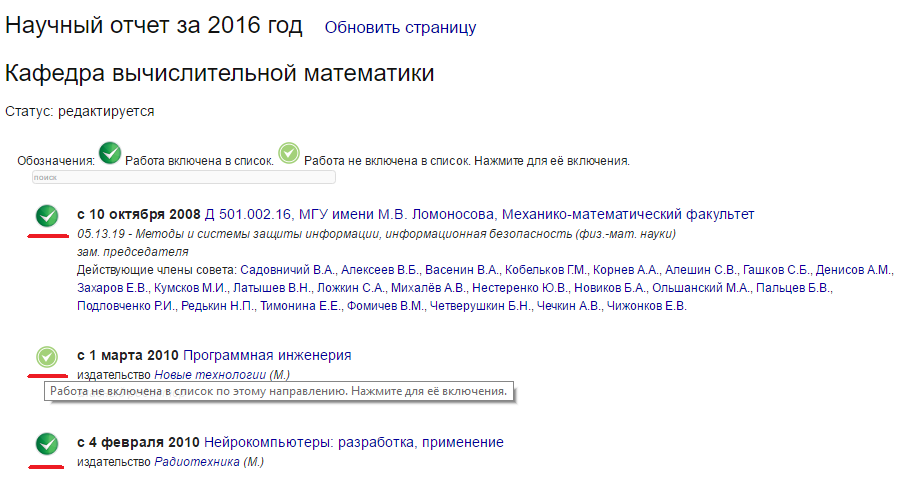 Научный отчет за 2016 год Обновить страницу
Кафедра вычислительной математики
Статус: редактируется
Обозначения: Работа включена в список. Работа не включена в список. Нажмите для её включения.
поиск
с 10 октября 2008 Д 501.002.16, МГУ имени М.В. Ломоносова, Механико-математический факультет
05.13.19 - Методы и системы защиты информации, информационная безопасность (физ.-мат. науки)
зам. председателя
Действующие члены совета: Садовничий В.А., Алексеев В.Б., Васенин В.А., Кобельков Г.М., Корнев А.А., Алешин С.В., Гашков С.Б., Денисов А.М.,
Захаров Е.В., Кумсков М.И., Латышев В.Н., Ложкин С.А., Михалёв А.В., Нестеренко Ю.В., Новиков Б.А., Ольшанский М.А., Пальцев Б.В.,
Подловченко Р.И., Редькин Н.П., Тимонина Е.Е., Фомичев В.М., Четверушкин Б.Н., Чечкин А.В., Чижонков Е.В.
с 1 марта 2010 Программная инженерия
издательство Новые технологии (М.)
Работа не включена в список по этому направлению. Нажмите для её включения.
с 4 февраля 2010 Нейрокомпьютеры: разработка, применение
издательство Радиотехника (М.)